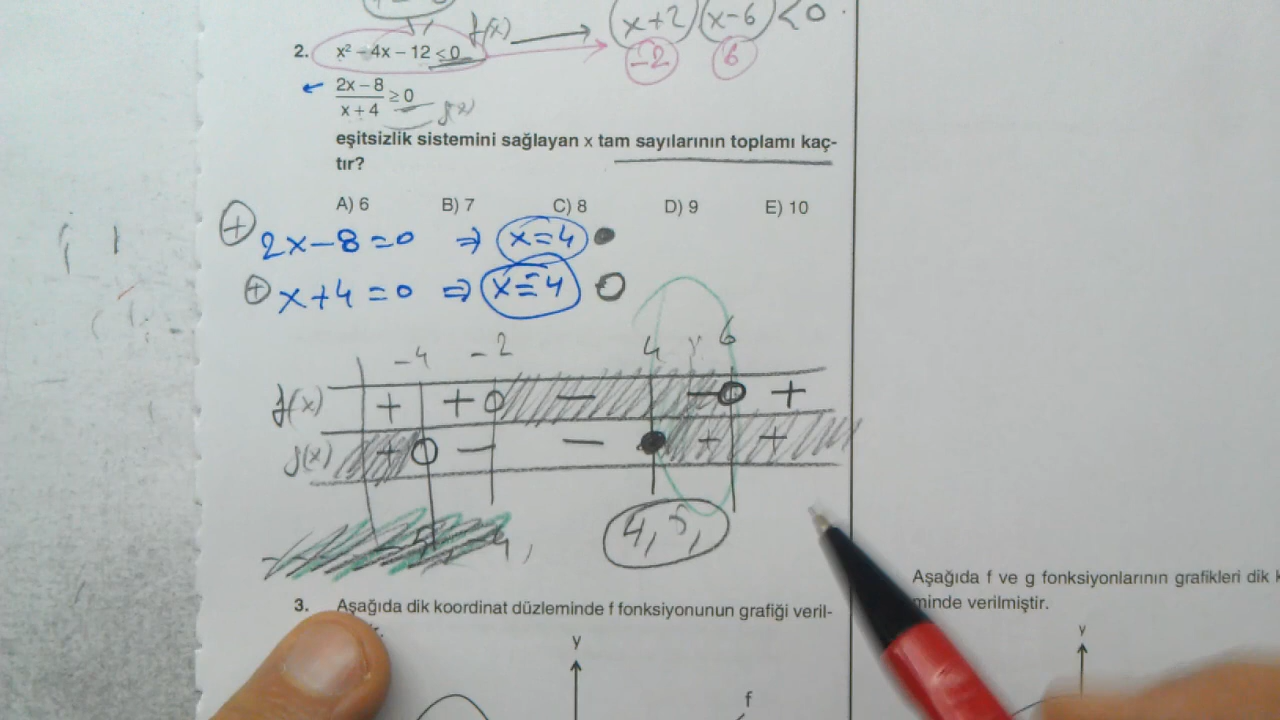 f(x) → (x+2)(x-6) < 0
2. x² – 4x – 12 < 0
-2 6
← 2x – 8 / x + 4 ≥ 0 g(x)
eşitsizlik sistemini sağlayan x tam sayılarının toplamı kaç-
tır?
A) 6 B) 7 C) 8 D) 9 E) 10
+ 2x-8=0 ⇒ x=4
+ x+4=0 ⇒ x=-4
-4 -2 4 6
f(x) + + - - +
g(x) + - - + +
4, 5,
3. Aşağıda dik koordinat düzleminde f fonksiyonunun grafiği veril-
y
f
Aşağıda f ve g fonksiyonlarının grafikleri dik k
minde verilmiştir.
y